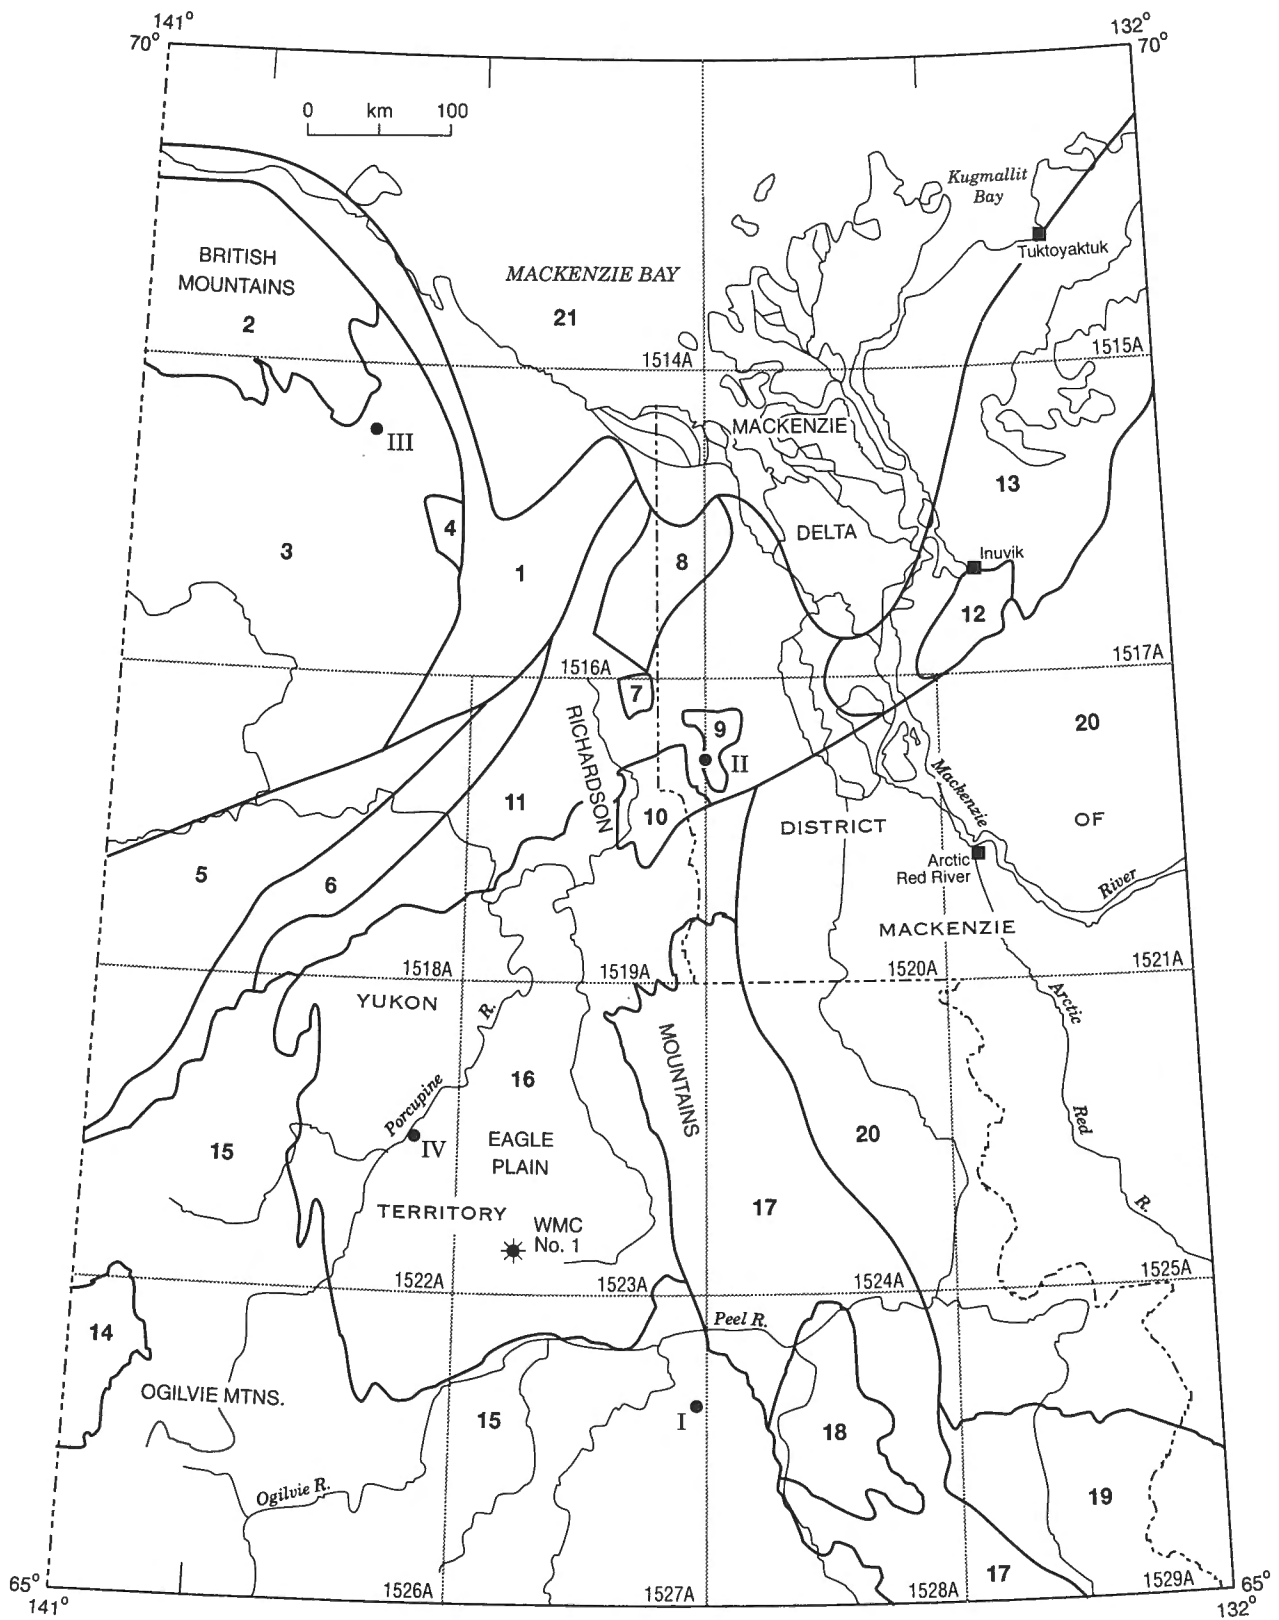 141°
132°
70°
70°
0 km 100
Kugmallit
Bay
Tuktoyaktuk
BRITISH
MOUNTAINS
2
MACKENZIE BAY
21
1514A
1515A
III
MACKENZIE
13
4
3
1
8
DELTA
Inuvik
12
1516A
1517A
7
RICHARDSON
9
II
20
11
10
DISTRICT
Mackenzie
OF
5
6
Arctic
Red River
River
MACKENZIE
1518A
1519A
1520A
1521A
YUKON
R.
Arctic
MOUNTAINS
16
Porcupine
Red
IV
EAGLE
PLAIN
15
20
TERRITORY
WMC
No. 1
17
R.
1522A
1523A
1524A
1525A
14
Peel R.
OGILVIE MTNS.
15
I
18
Ogilvie R.
19
17
65°
141°
1526A
1527A
1528A
1529A
65°
132°